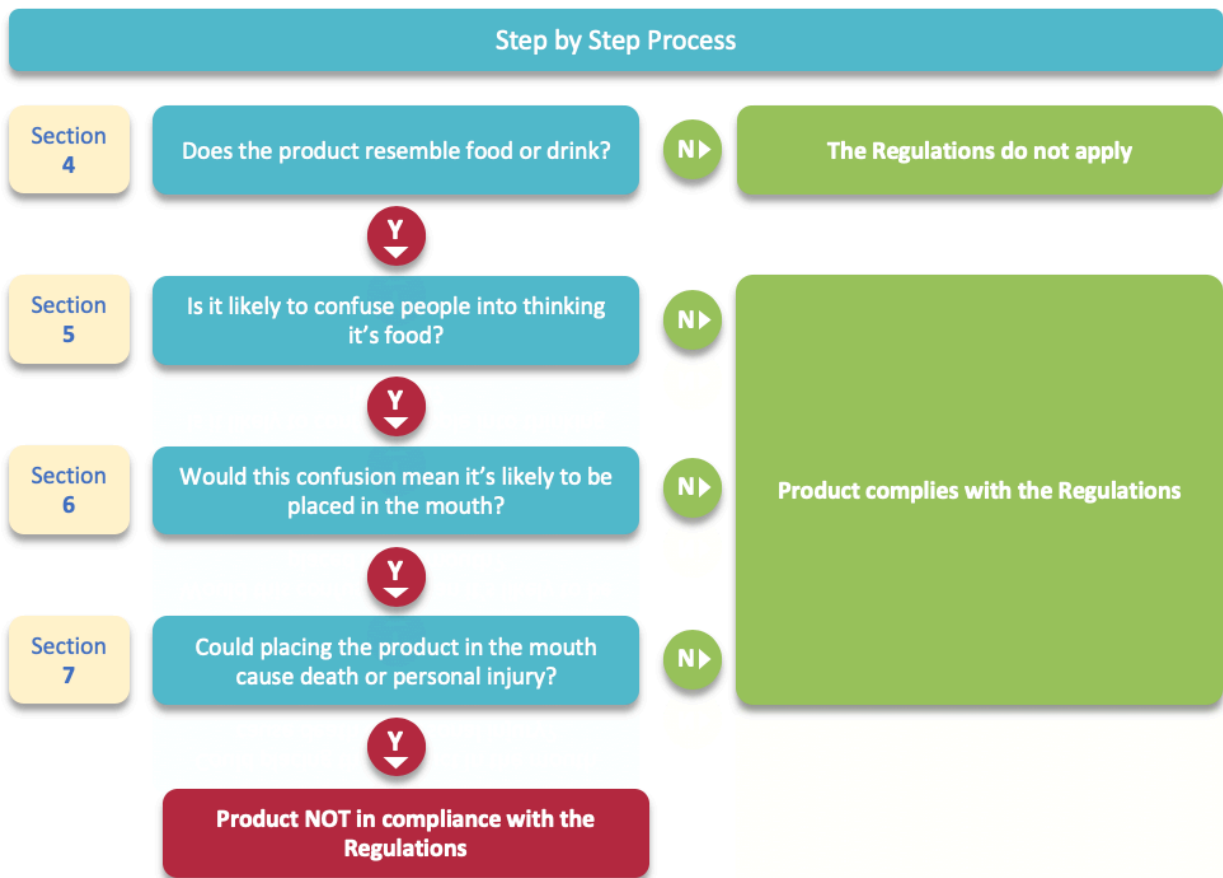 Step by Step Process
Section
4
Does the product resemble food or drink?
N
The Regulations do not apply
Y
Section
5
Is it likely to confuse people into thinking
it’s food?
N
Product complies with the Regulations
Y
Section
6
Would this confusion mean it’s likely to be
placed in the mouth?
N
Y
Section
7
Could placing the product in the mouth
cause death or personal injury?
N
Y
Product NOT in compliance with the
Regulations